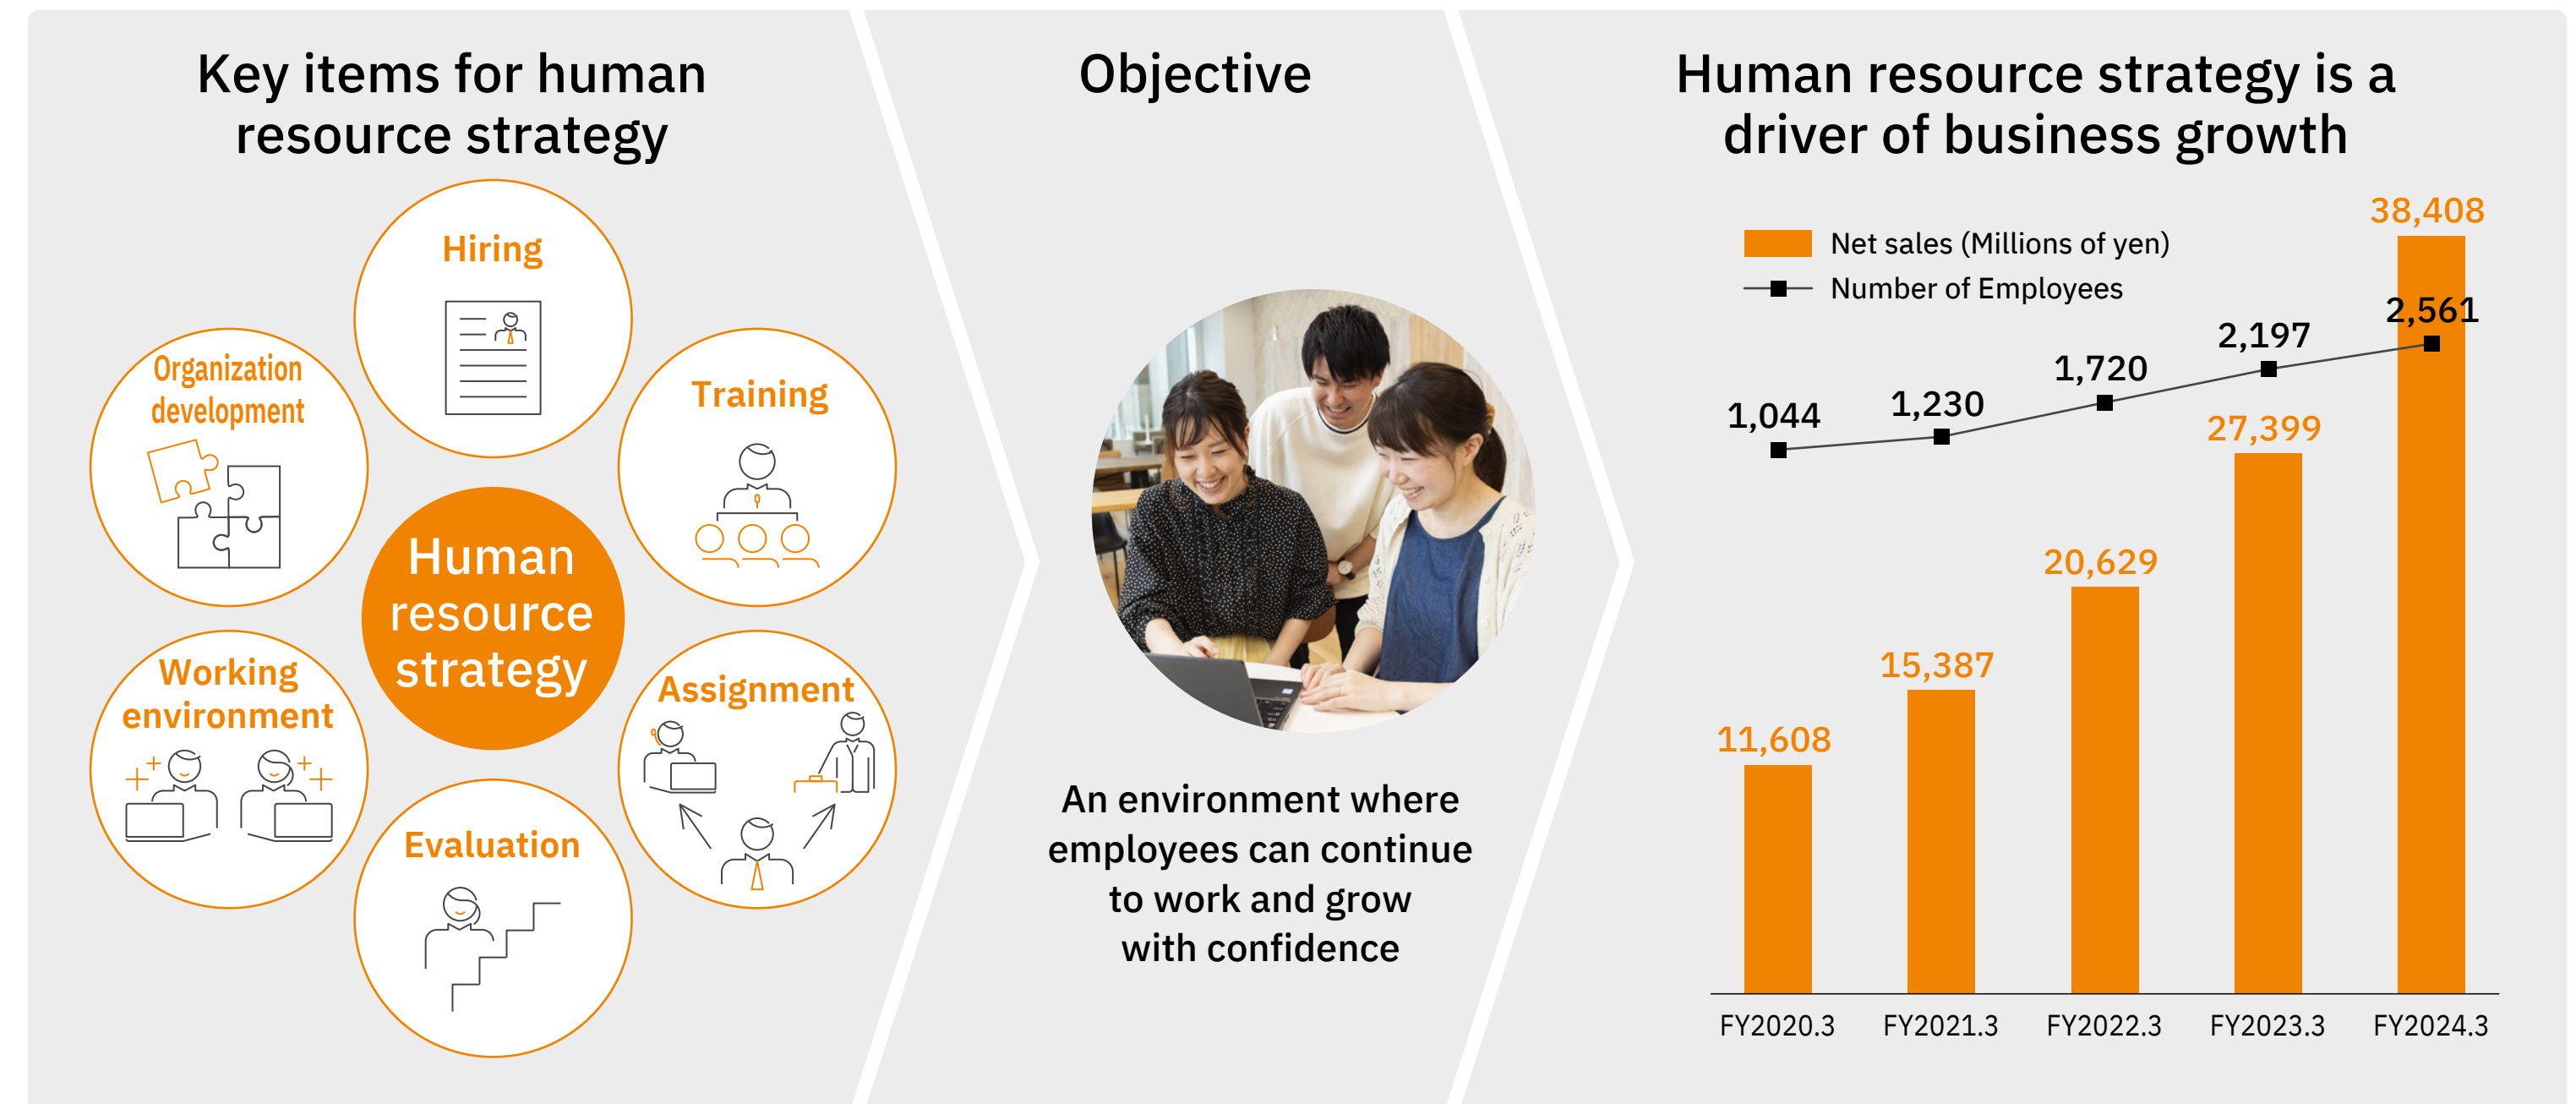 Key items for human
resource strategy
Hiring
Organization
development
Training
Human
resource
strategy
Working
environment
Assignment
Evaluation
Objective
An environment where
employees can continue
to work and grow
with confidence
Human resource strategy is a
driver of business growth
Net sales (Millions of yen)
Number of Employees
1,044
1,230
1,720
2,197
2,561
11,608
15,387
20,629
27,399
38,408
FY2020.3
FY2021.3
FY2022.3
FY2023.3
FY2024.3